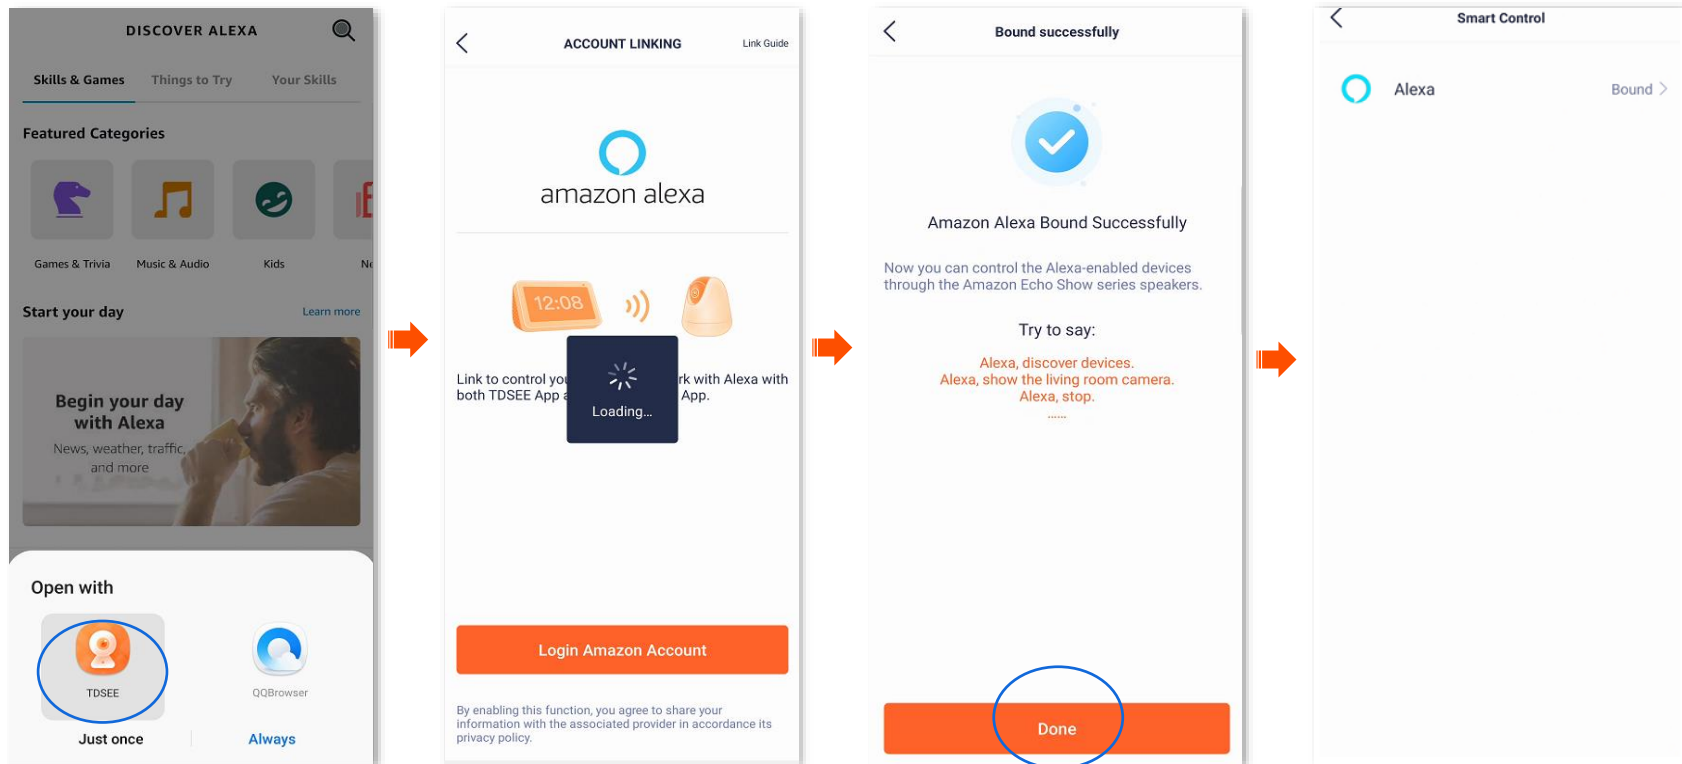 DISCOVER ALEXA
Skills & Games
Things to Try
Your Skills
Featured Categories
Games & Trivia
Music & Audio
Kids
Start your day
Learn more
Begin your day
with Alexa
News, weather, traffic,
and more
Open with
TDSEE
QQBrowser
Just once
Always
ACCOUNT LINKING
Link Guide
amazon alexa
12:08
Link to control you rk with Alexa with
both TDSEE App a App.
Loading...
Login Amazon Account
By enabling this function, you agree to share your
information with the associated provider in accordance its
privacy policy.
Bound successfully
Amazon Alexa Bound Successfully
Now you can control the Alexa-enabled devices
through the Amazon Echo Show series speakers.
Try to say:
Alexa, discover devices.
Alexa, show the living room camera.
Alexa, stop.
......
Done
Smart Control
Alexa
Bound